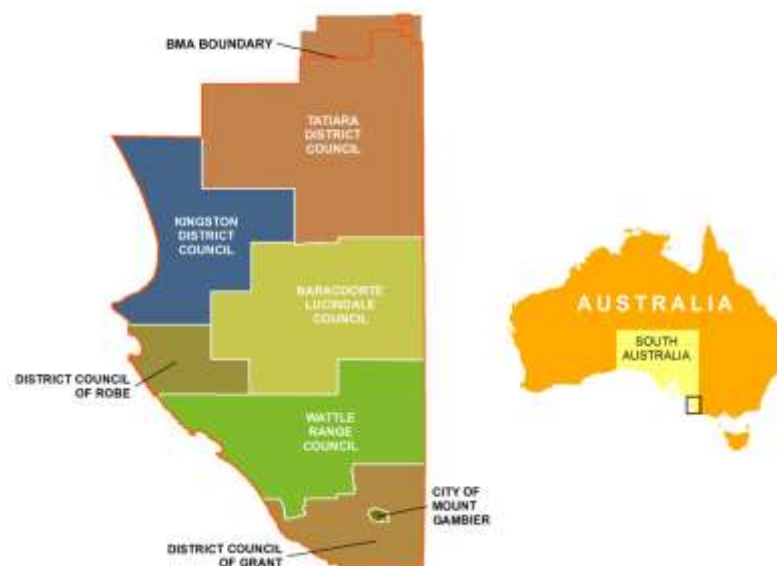 BMA BOUNDARY
TATIARA
DISTRICT
COUNCIL
KINGSTON
DISTRICT
COUNCIL
NARACOORTE
LUCINDALE
COUNCIL
DISTRICT COUNCIL
OF ROBE
WATTLE
RANGE
COUNCIL
CITY OF
MOUNT
GAMBIER
DISTRICT COUNCIL
OF GRANT
AUSTRALIA
SOUTH
AUSTRALIA